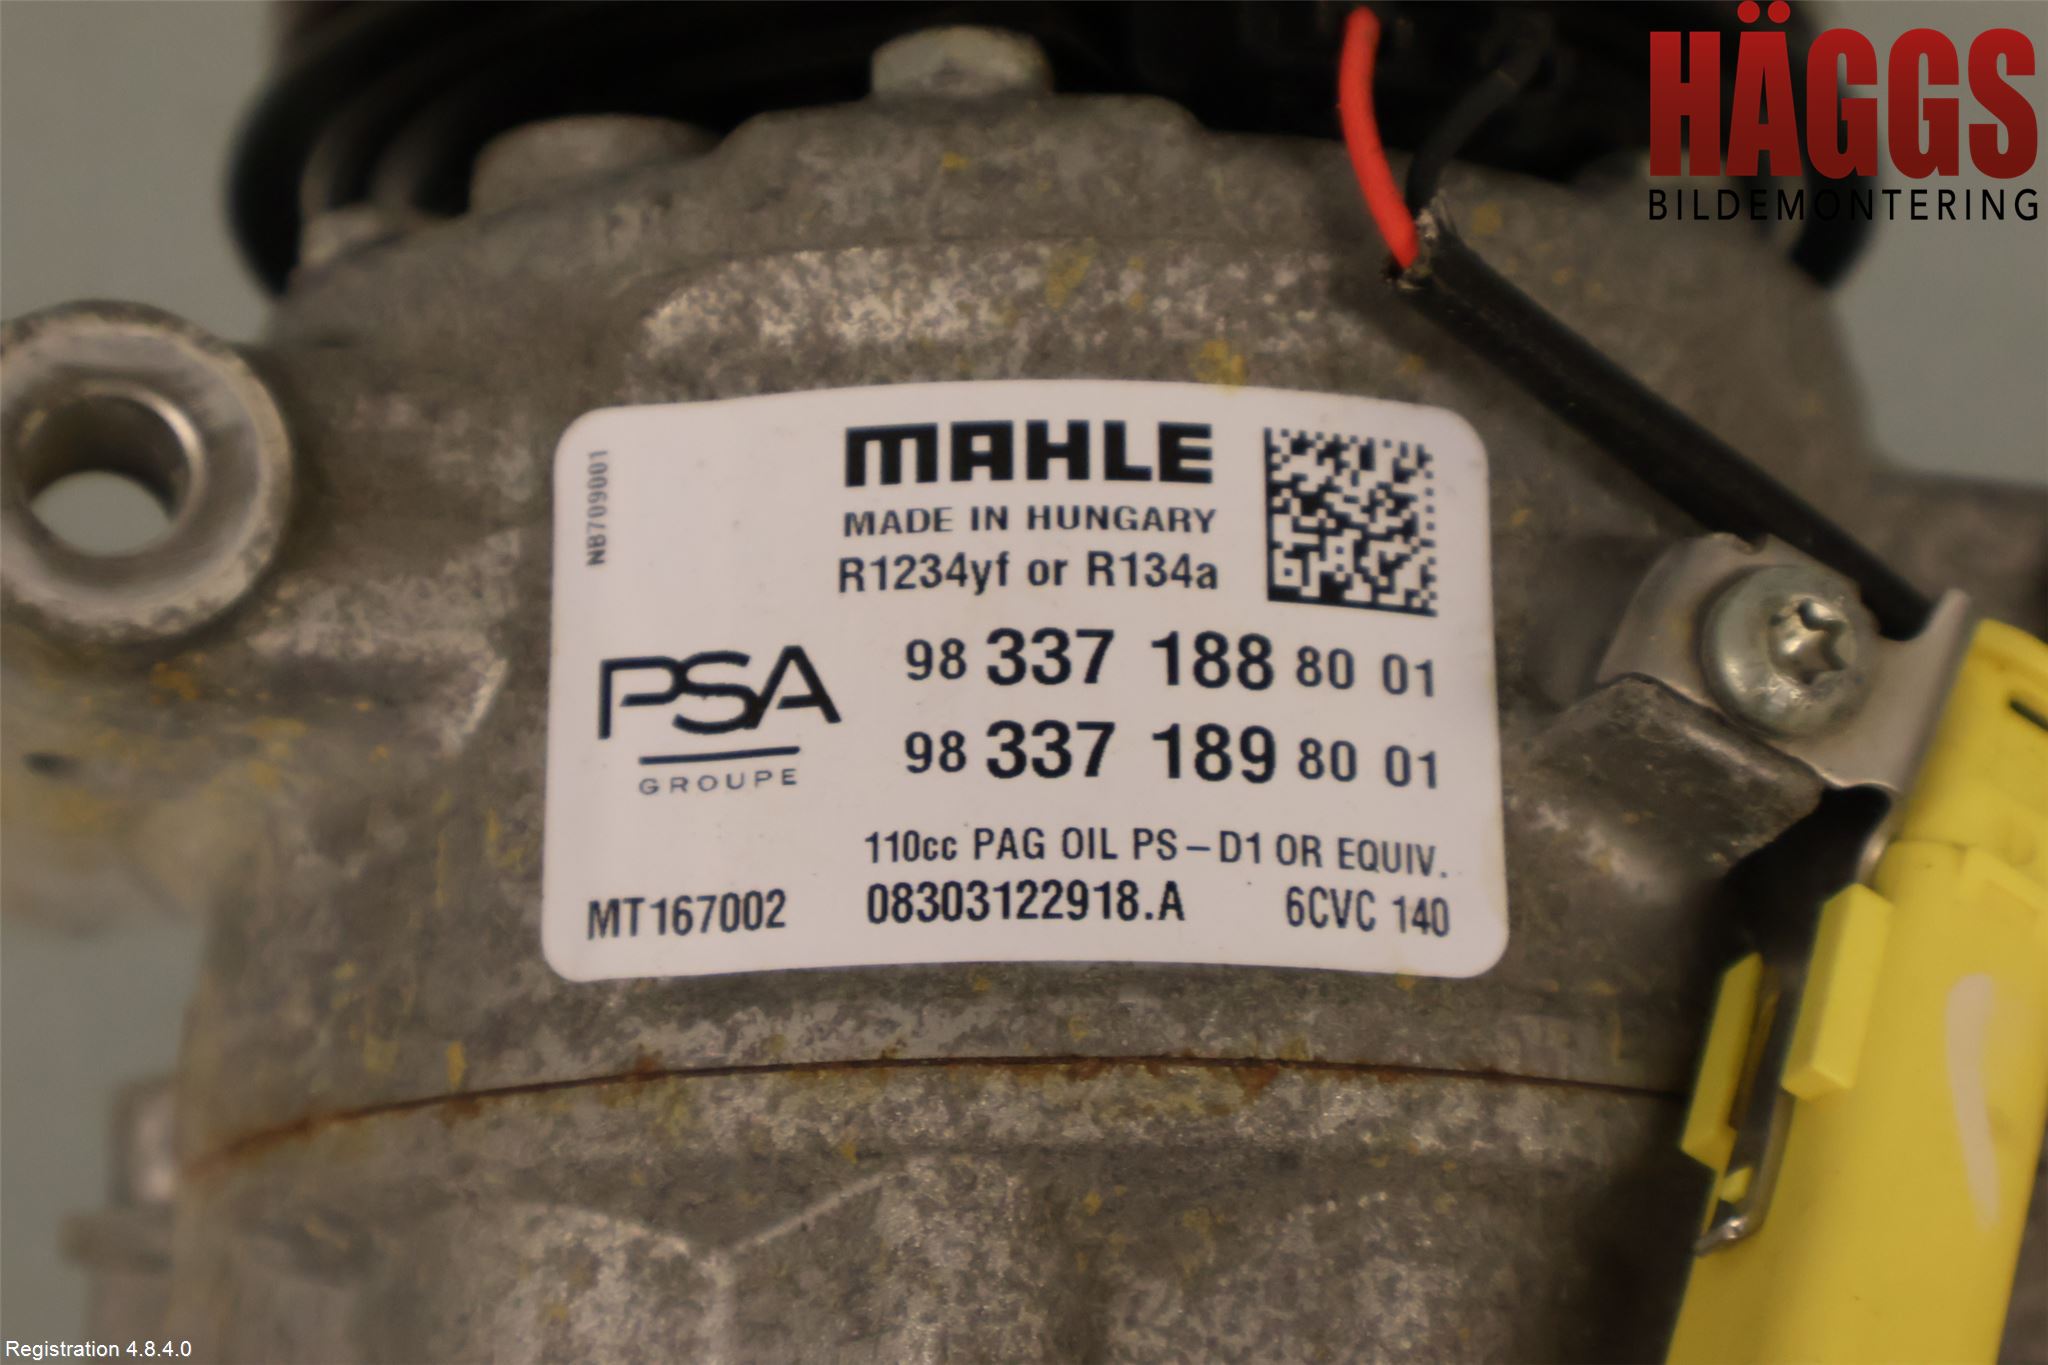 HÄGGS
BILDEMONTERING
NB709001
MAHLE
MADE IN HUNGARY
R1234yf or R134a
98 337 188 80 01
98 337 189 80 01
PSA
GROUPE
110cc PAG OIL PS-D1 OR EQUIV.
MT167002 08303122918.A 6CVC 140
Registration 4.8.4.0